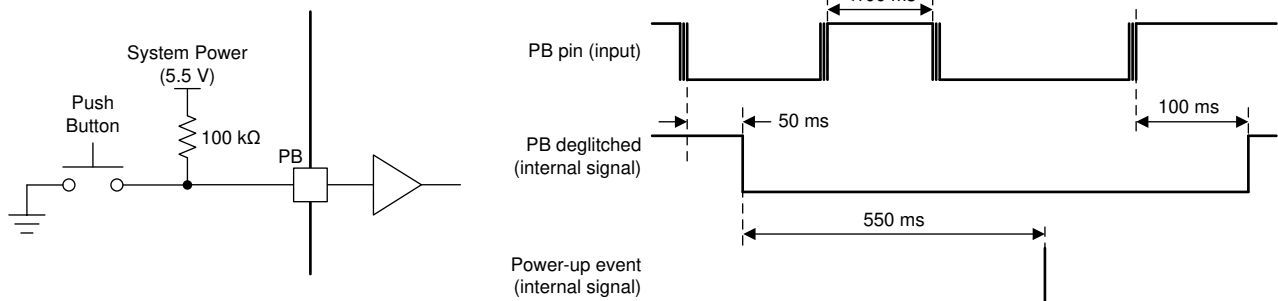 System Power
(5.5 V)
Push
Button
100 kΩ
PB
PB pin (input)
50 ms
100 ms
PB deglitched
(internal signal)
550 ms
Power-up event
(internal signal)